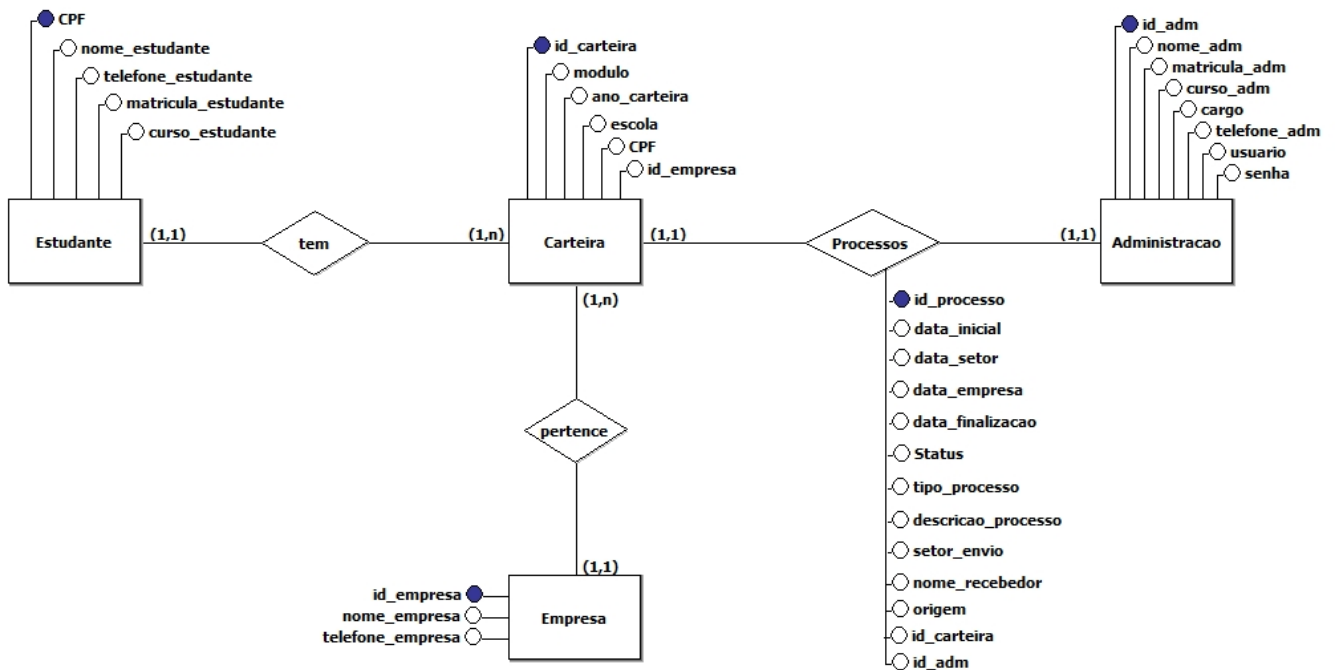 CPF
nome_estudante
telefone_estudante
matricula_estudante
curso_estudante
Estudante
(1,1)
tem
(1,n)
id_carteira
modulo
ano_carteira
escola
CPF
id_empresa
Carteira
(1,1)
(1,n)
Processos
id_processo
data_inicial
data_setor
data_empresa
data_finalizacao
Status
tipo_processo
descricao_processo
setor_envio
nome_recebedor
origem
id_carteira
id_adm
(1,1)
id_adm
nome_adm
matricula_adm
curso_adm
cargo
telefone_adm
usuario
senha
Administracao
pertence
(1,1)
id_empresa
nome_empresa
telefone_empresa
Empresa